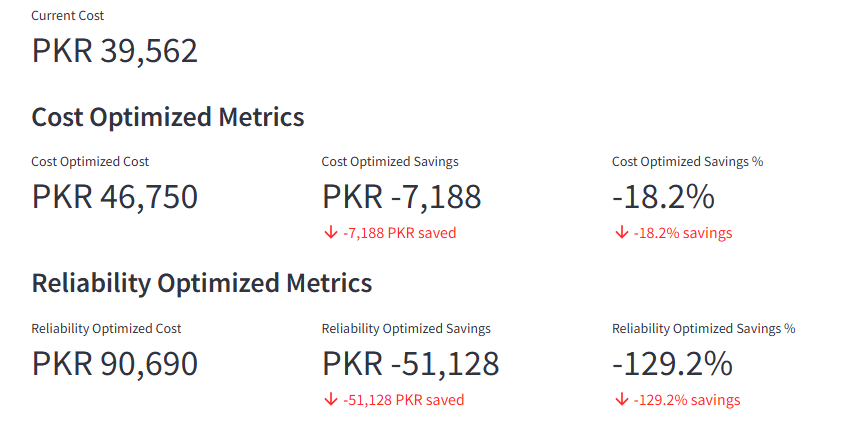 Current Cost
PKR 39,562
Cost Optimized Metrics
Cost Optimized Cost
PKR 46,750
Cost Optimized Savings
PKR -7,188
↓ -7,188 PKR saved
Cost Optimized Savings %
-18.2%
↓ -18.2% savings
Reliability Optimized Metrics
Reliability Optimized Cost
PKR 90,690
Reliability Optimized Savings
PKR -51,128
↓ -51,128 PKR saved
Reliability Optimized Savings %
-129.2%
↓ -129.2% savings